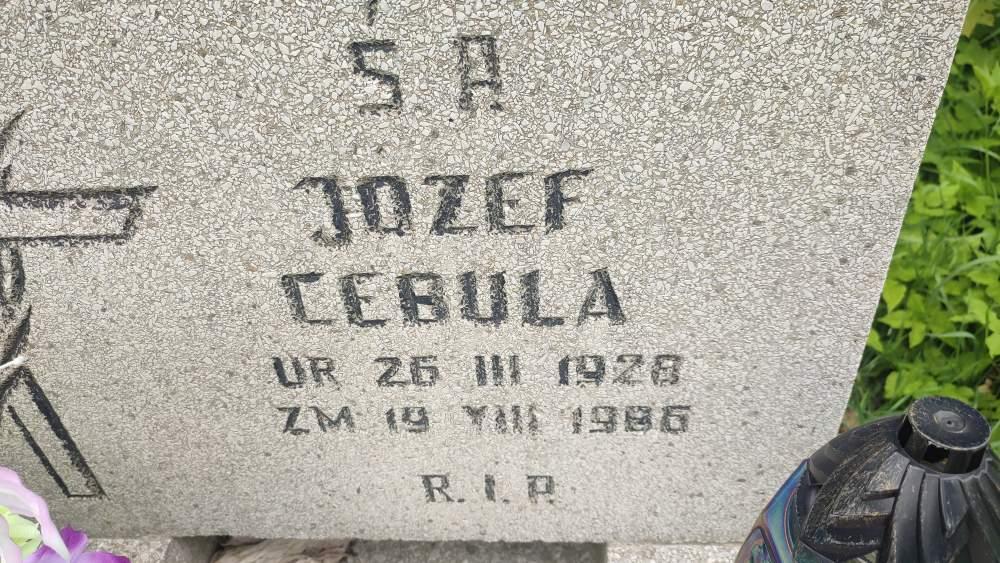 Ś. P.
JÓZEF
CEBULA
UR 26 III 1928
ZM 19 VIII 1986
R. I. P.